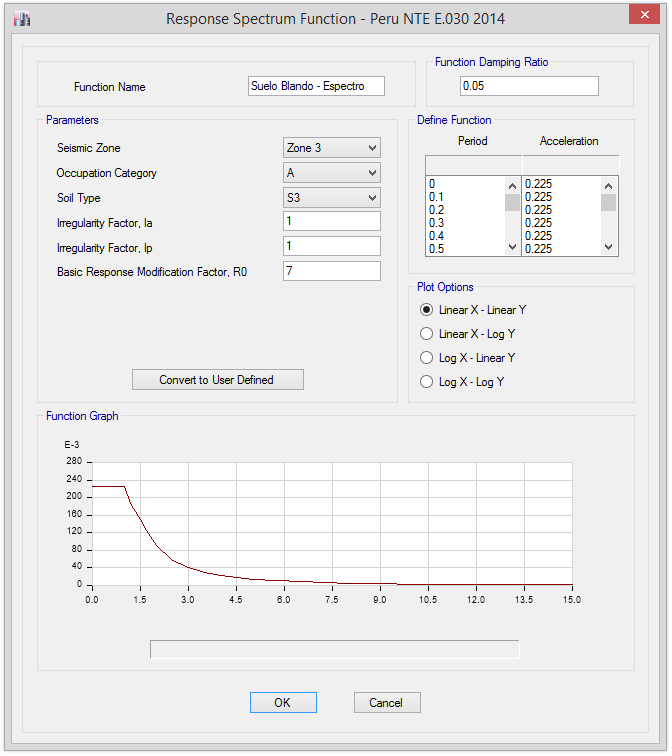 Response Spectrum Function - Peru NTE E.030 2014
Function Name
Suelo Blando - Espectro
Function Damping Ratio
0.05
Parameters
Seismic Zone
Zone 3
Occupation Category
A
Soil Type
S3
Irregularity Factor, Ia
1
Irregularity Factor, Ip
1
Basic Response Modification Factor, R0
7
Convert to User Defined
Define Function
Period Acceleration
0 0.225
0.1 0.225
0.2 0.225
0.3 0.225
0.4 0.225
0.5 0.225
Plot Options
Linear X - Linear Y
Linear X - Log Y
Log X - Linear Y
Log X - Log Y
Function Graph
E-3
280
240
200
160
120
80
40
0
0.0 1.5 3.0 4.5 6.0 7.5 9.0 10.5 12.0 13.5 15.0
OK Cancel